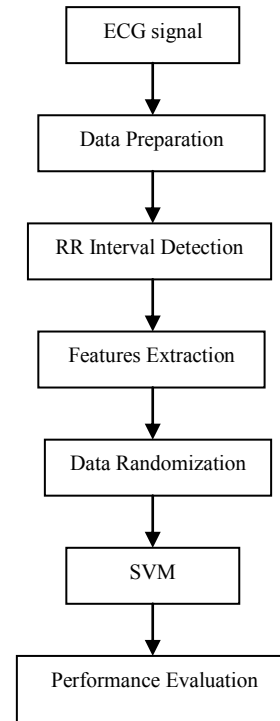 ECG signal
Data Preparation
RR Interval Detection
Features Extraction
Data Randomization
SVM
Performance Evaluation